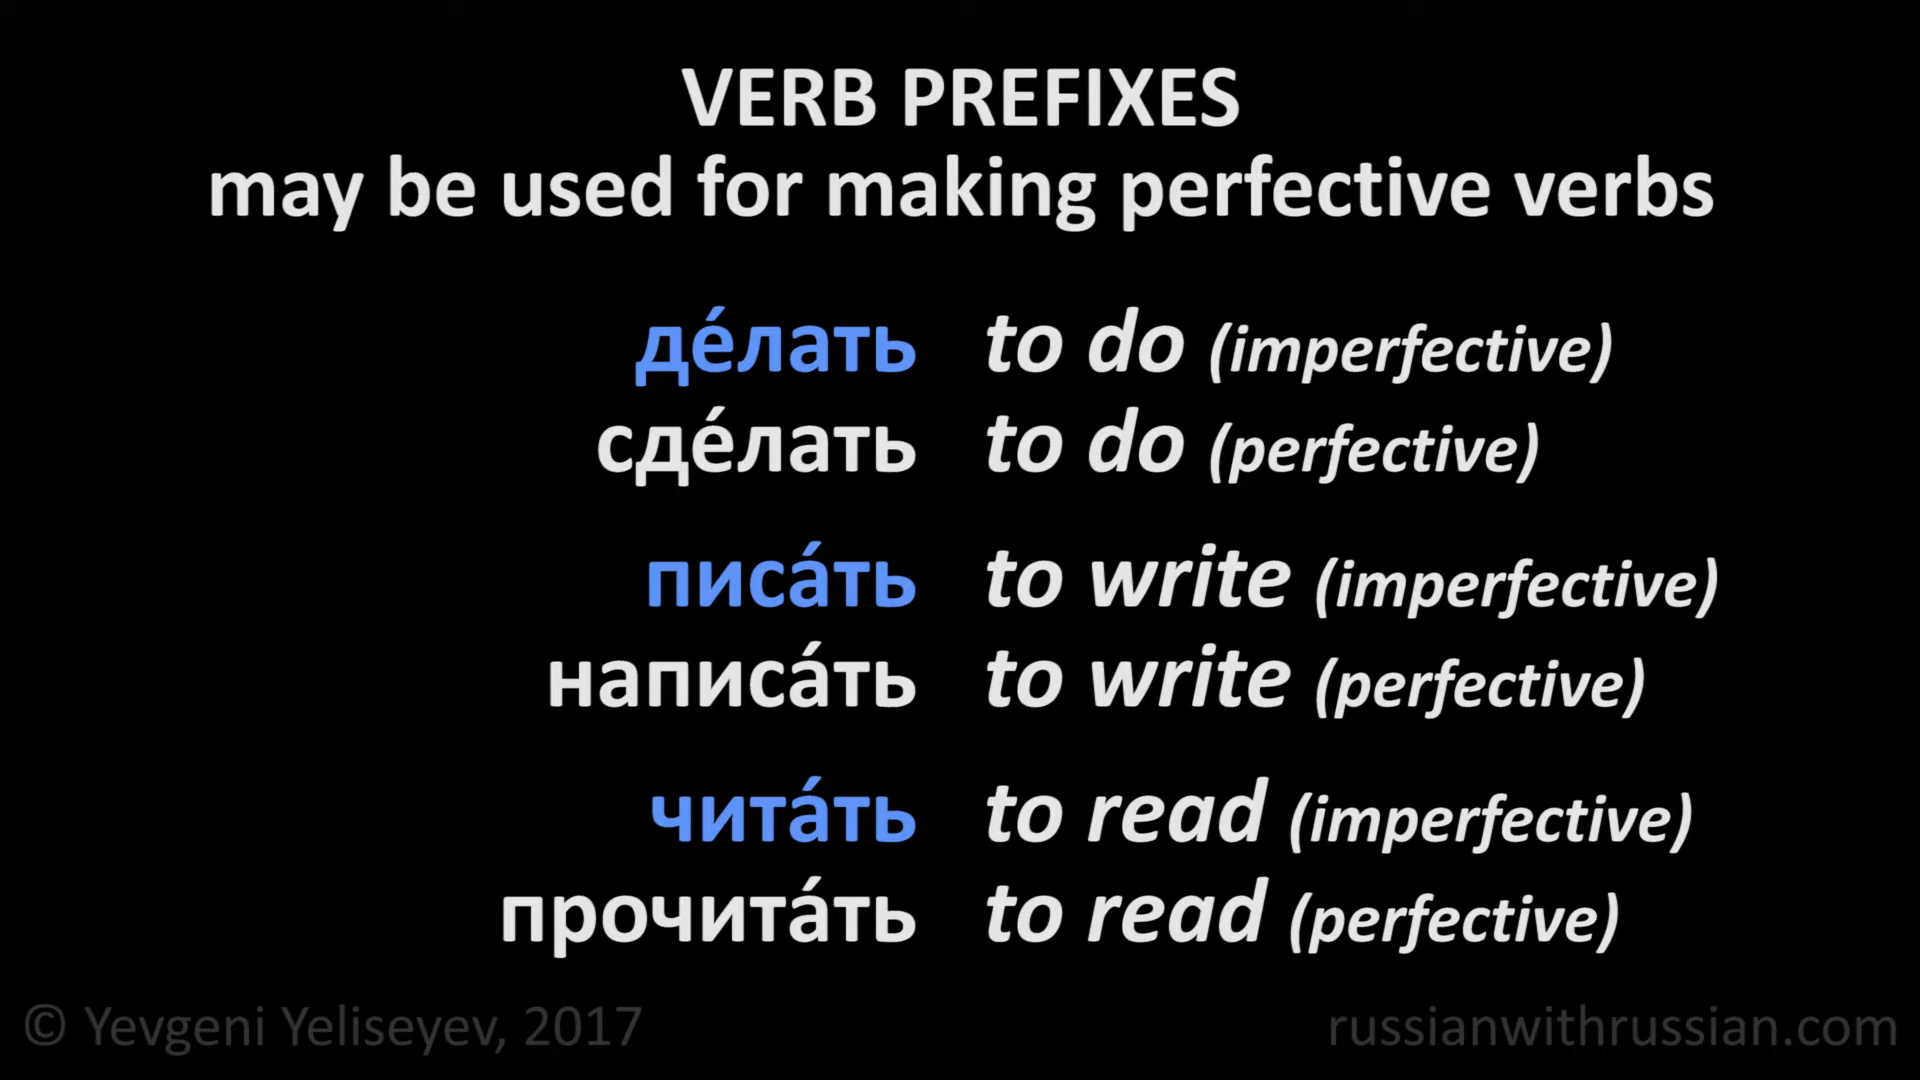 VERB PREFIXES
may be used for making perfective verbs
де́лать to do (imperfective)
сде́лать to do (perfective)
писа́ть to write (imperfective)
написа́ть to write (perfective)
чита́ть to read (imperfective)
прочита́ть to read (perfective)
© Yevgeni Yeliseyev, 2017 russianwithrussian.com